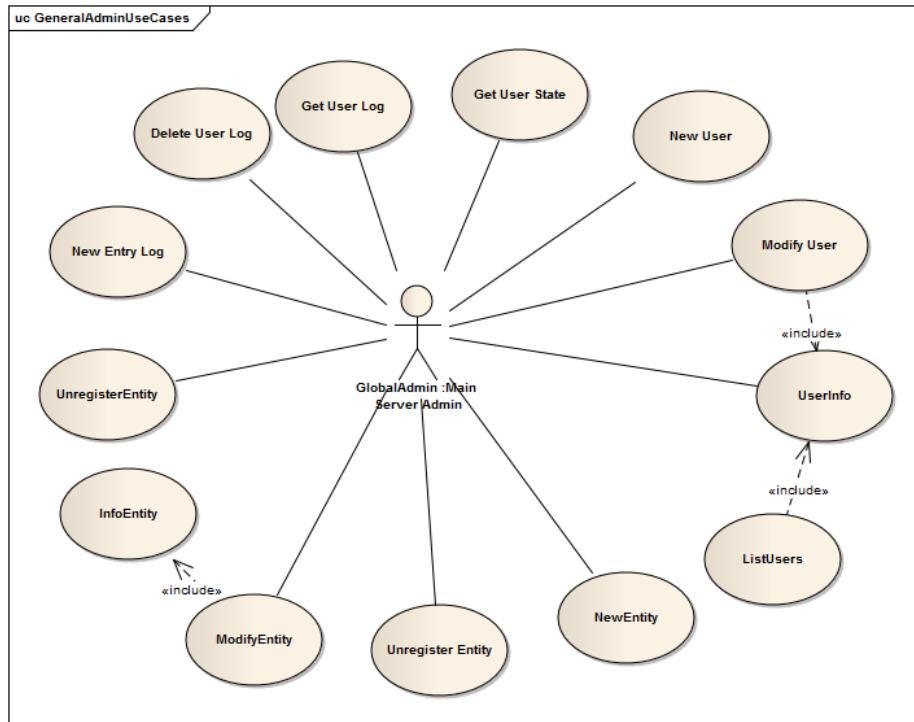 uc GeneralAdminUseCases
Get User State
Get User Log
Delete User Log
New User
Modify User
New Entry Log
«include»
UnregisterEntity
GlobalAdmin :Main
Server Admin
UserInfo
«include»
InfoEntity
ListUsers
«include»
NewEntity
ModifyEntity
Unregister Entity